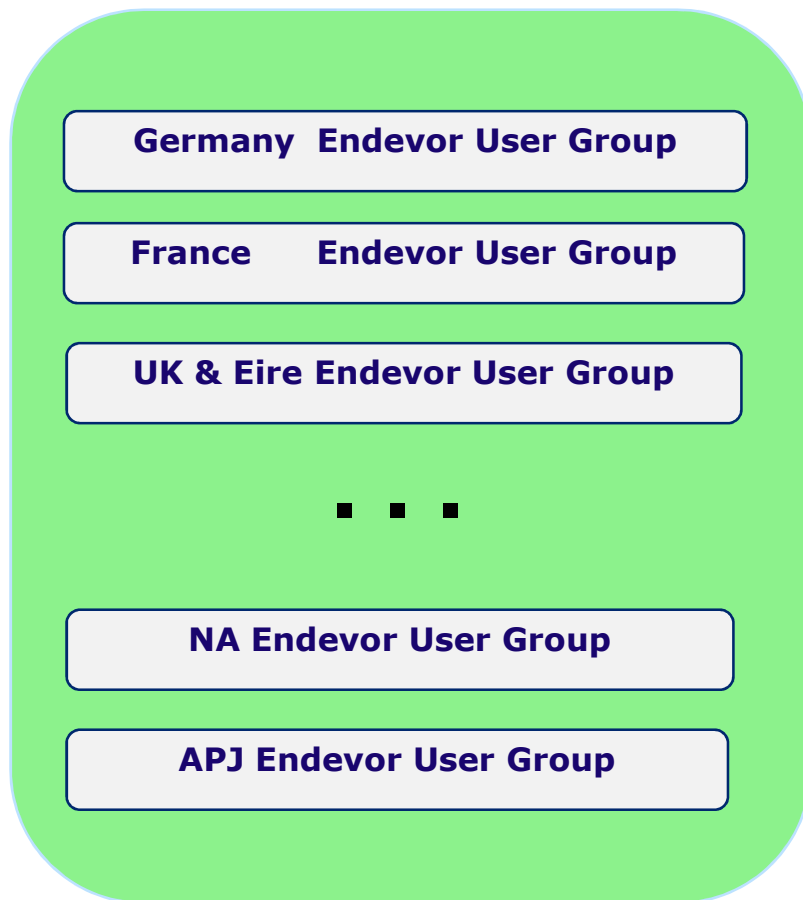 Germany  Endevor User Group
France      Endevor User Group
UK & Eire Endevor User Group
. . .
NA Endevor User Group
APJ Endevor User Group